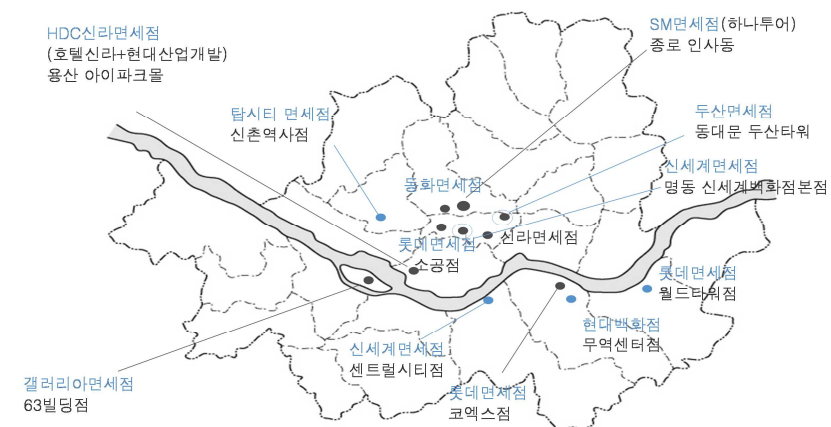 HDC신라면세점
(호텔신라+현대산업개발)
용산 아이파크몰
SM면세점(하나투어)
종로 인사동
탑시티 면세점
신촌역사점
두산면세점
동대문 두산타워
신세계면세점
명동 신세계백화점본점
동화면세점
롯데면세점
소공점
신라면세점
롯데면세점
월드타워점
현대백화점
무역센터점
신세계면세점
센트럴시티점
롯데면세점
코엑스점
갤러리아면세점
63빌딩점